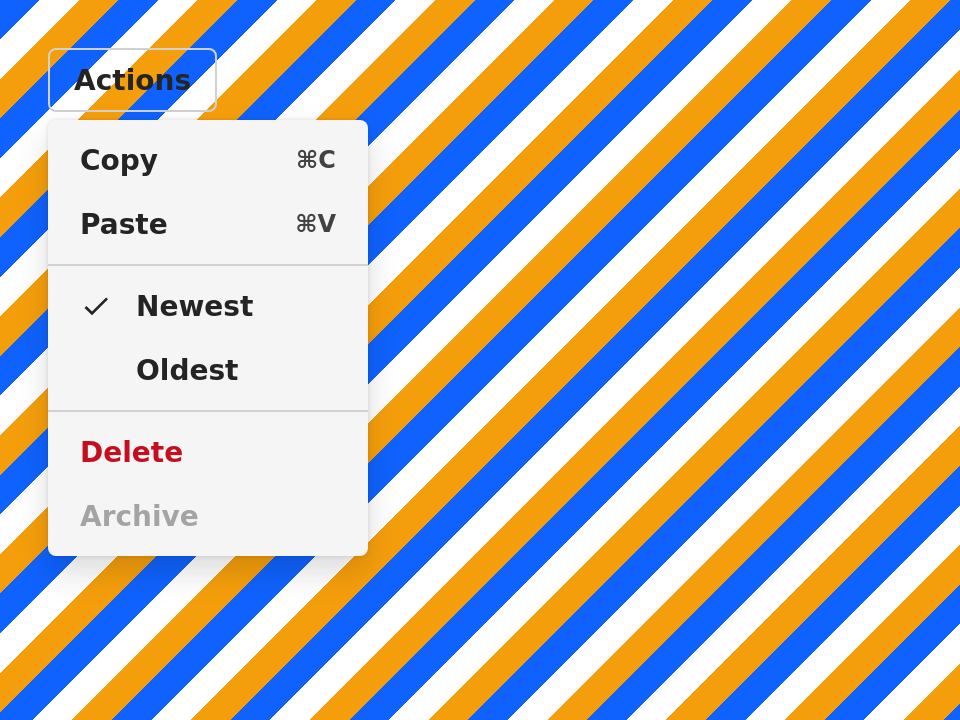 Actions
Copy ⌘C
Paste ⌘V
Newest
Oldest
Delete
Archive